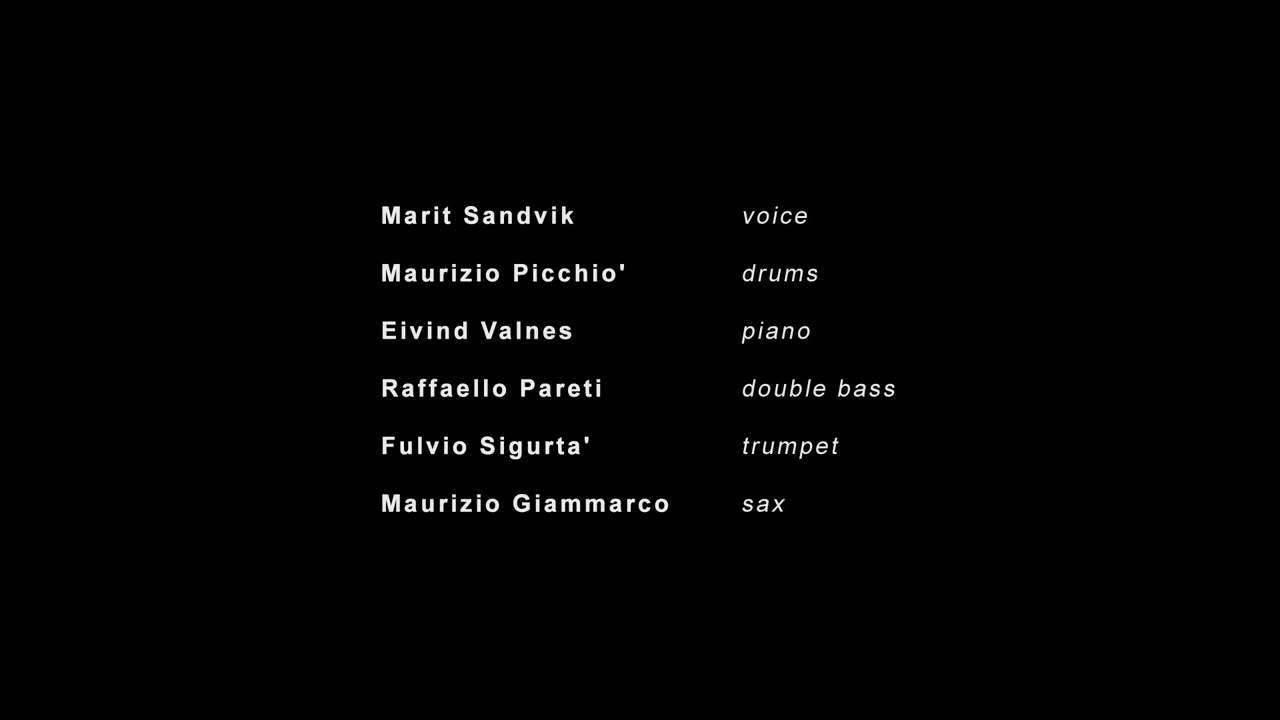 Marit Sandvik voice
Maurizio Picchio' drums
Eivind Valnes piano
Raffaello Pareti double bass
Fulvio Sigurta' trumpet
Maurizio Giammarco sax